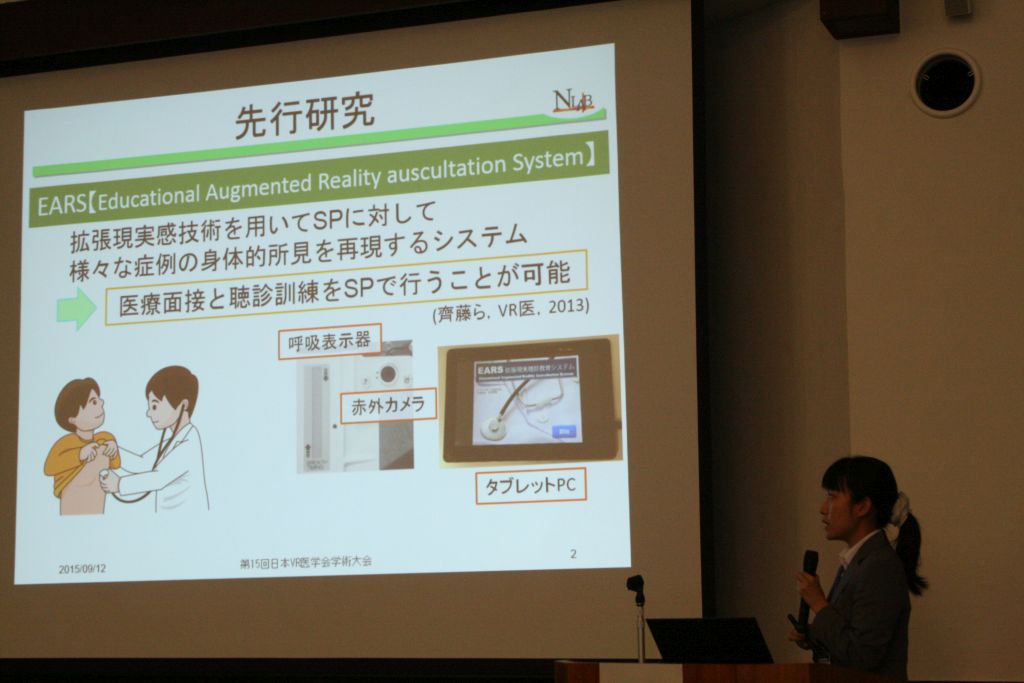 先行研究
NLAB
EARS【Educational Augmented Reality auscultation System】
拡張現実感技術を用いてSPに対して
様々な症例の身体的所見を再現するシステム
医療面接と聴診訓練をSPで行うことが可能
(齊藤ら, VR医, 2013)
呼吸表示器
赤外カメラ
EARS 拡張現実聴診教育システム
Educational Augmented Reality Auscultation System
タブレットPC
2015/09/12
第15回日本VR医学会学術大会
2